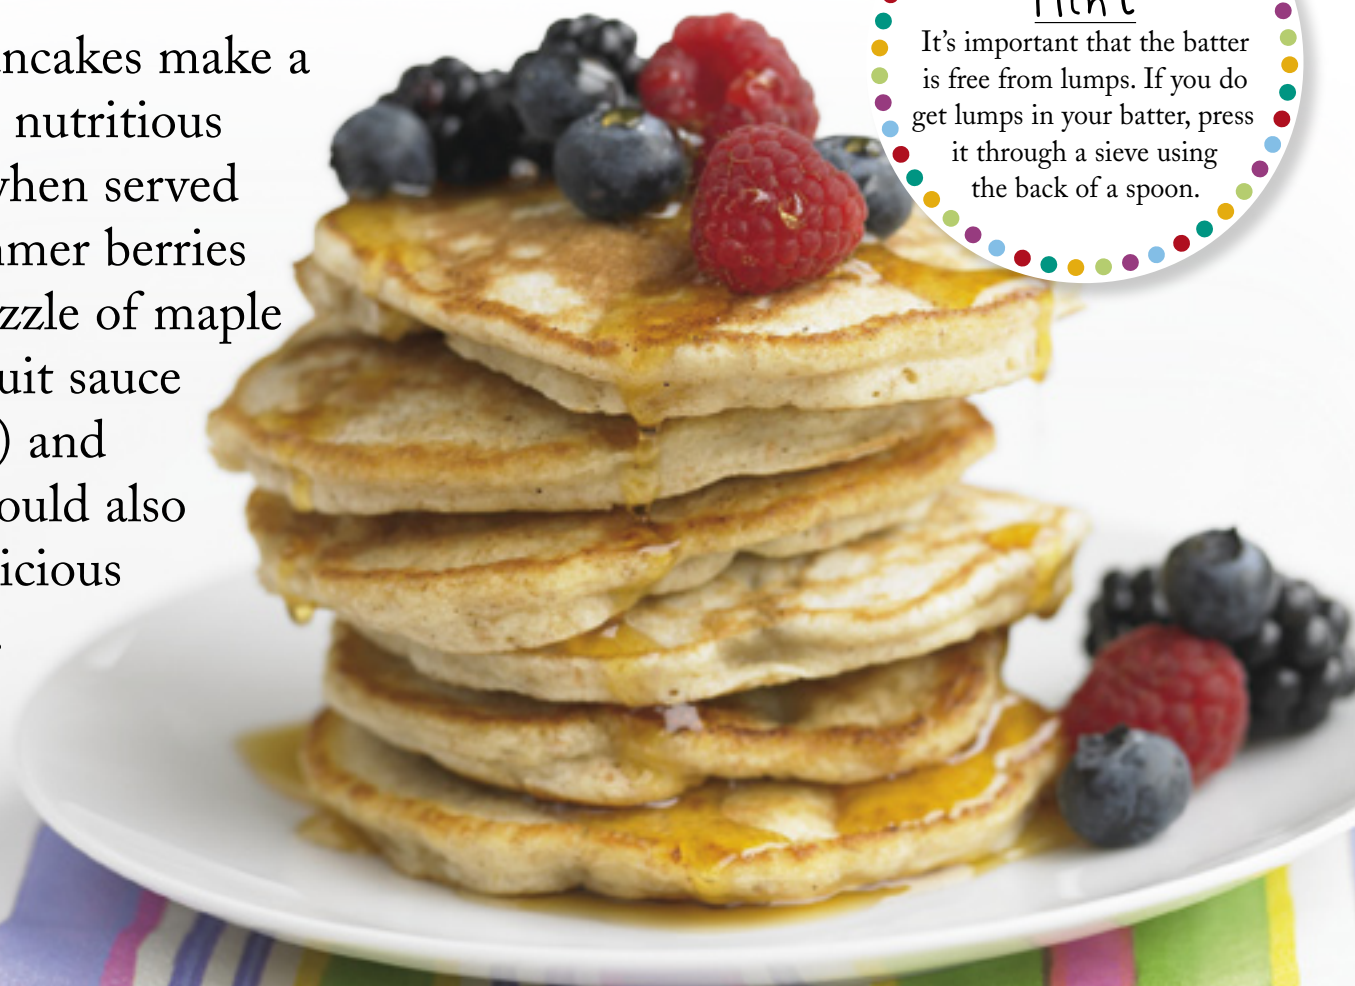 ncakes make a
nutritious
when served
mer berries
zzle of maple
uit sauce
) and
ould also
icious
.
Hint
It's important that the batter
is free from lumps. If you do
get lumps in your batter, press
it through a sieve using
the back of a spoon.